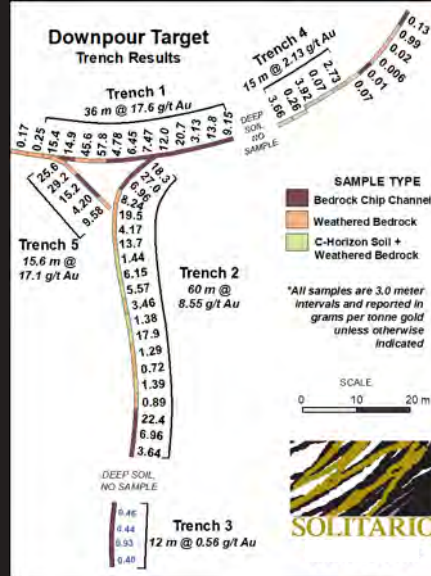 Downpour Target
Trench Results
Trench 1
36 m @ 17.6 g/t Au
0.17
0.25
15.4
14.9
45.6
57.8
4.78
6.45
7.47
12.0
20.7
3.13
13.8
9.15
DEEP
SOIL
NO
SAMPLE
Trench 4
15 m @ 2.13 g/t Au
3.66
0.26
3.92
0.07
2.73
0.07
0.01
0.006
0.02
0.99
0.13
25.6
29.2
15.2
4.20
9.58
Trench 5
15.6 m @
17.1 g/t Au
18.3
27.0
6.96
8.24
19.5
4.17
13.7
1.44
6.15
5.57
3.46
1.38
17.9
1.29
0.72
1.39
0.89
22.4
6.96
3.64
Trench 2
60 m @
8.55 g/t Au
DEEP SOIL,
NO SAMPLE
0.46
0.44
0.93
0.40
Trench 3
12 m @ 0.56 g/t Au
SAMPLE TYPE
Bedrock Chip Channel
Weathered Bedrock
C-Horizon Soil +
Weathered Bedrock
*All samples are 3.0 meter
intervals and reported in
grams per tonne gold
unless otherwise
indicated
SCALE
0 10 20 m
SOLITARIO